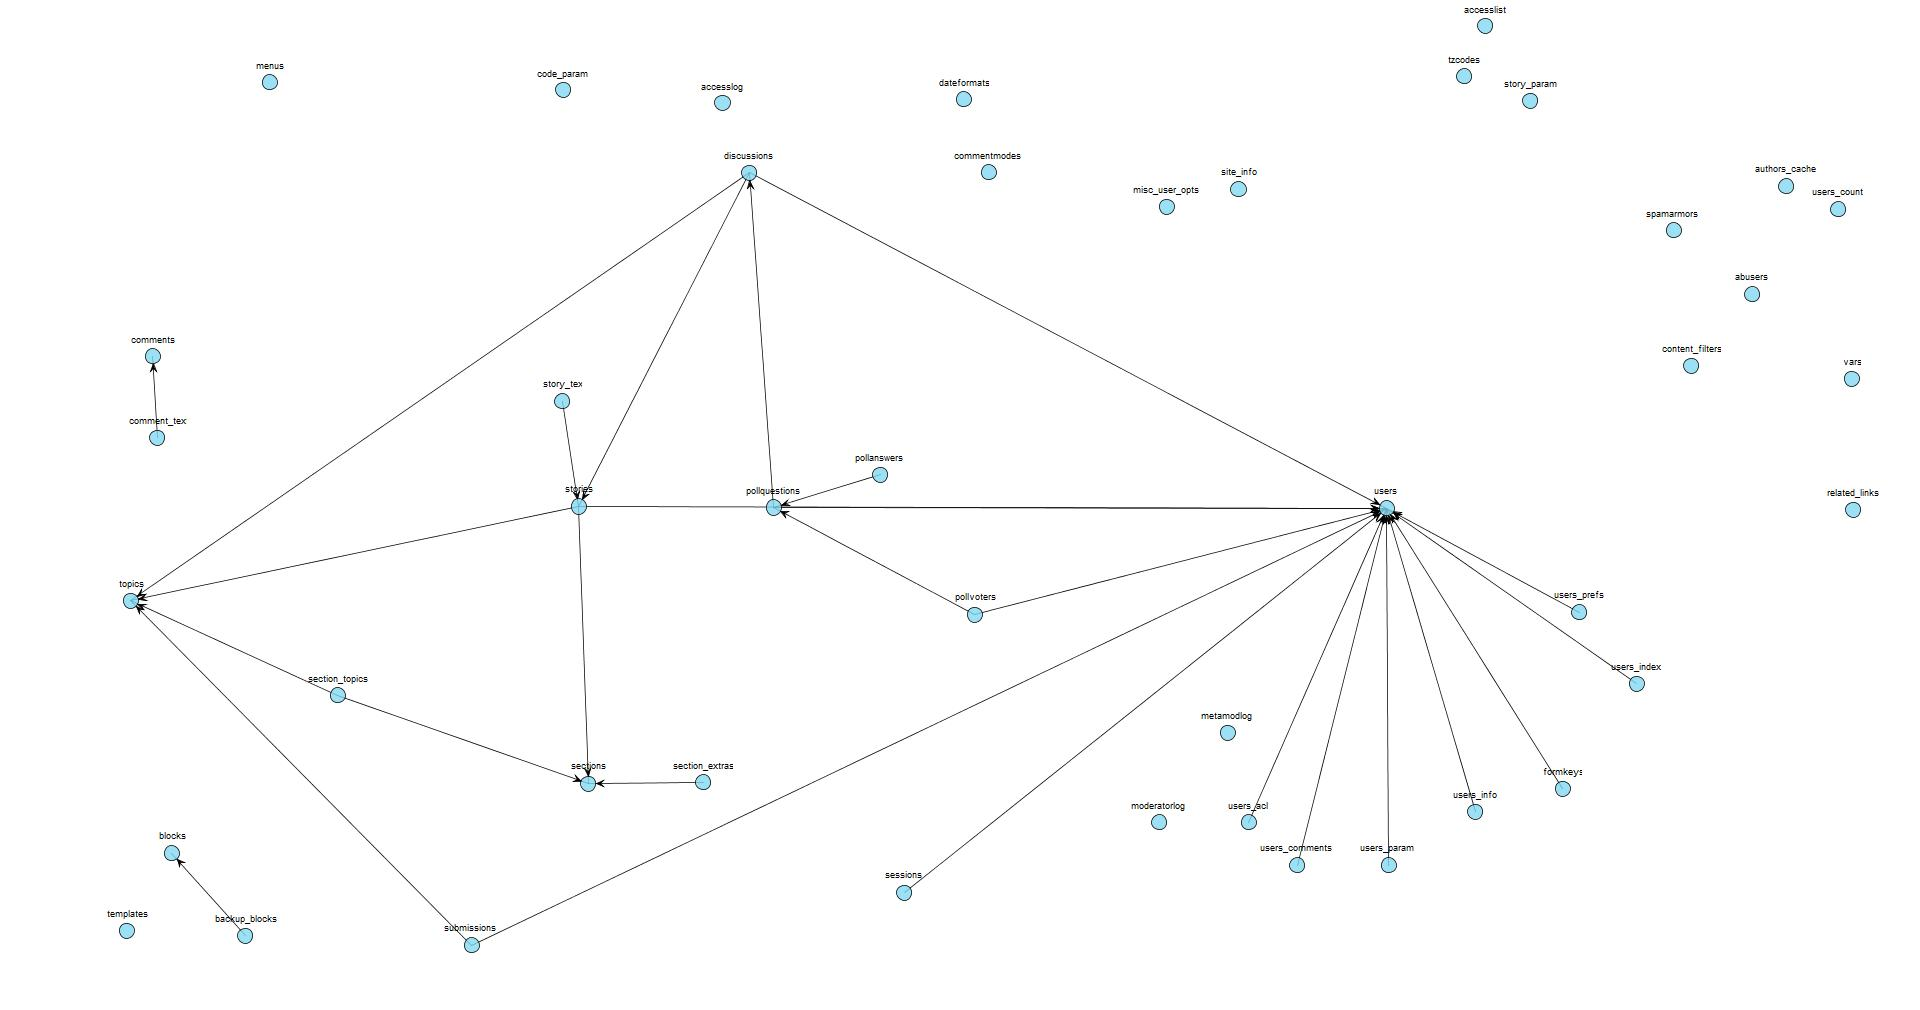 accesslist
tzcodes
menus
code_param
story_param
accesslog
dateformats
discussions
commentmodes
site_info
authors_cache
misc_user_opts
users_count
spamarmors
abusers
comments
content_filters
vars
story_tex
comment_tex
pollanswers
stories
pollquestions
users
related_links
topics
pollvoters
users_prefs
users_index
section_topics
metamodlog
sections
section_extras
formkeys
users_info
moderatorlog
users_acl
blocks
users_comments
users_param
sessions
templates
backup_blocks
submissions